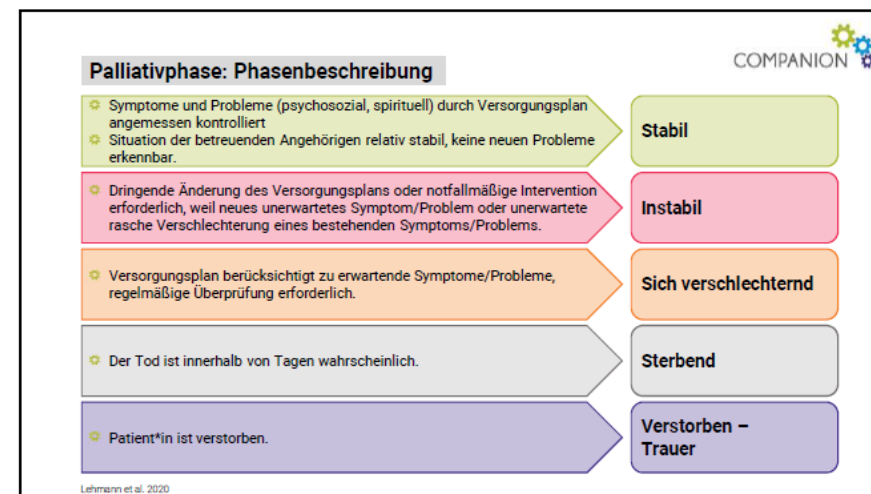 COMPANION
Palliativphase: Phasenbeschreibung
Symptome und Probleme (psychosozial, spirituell) durch Versorgungsplan
angemessen kontrolliert
Situation der betreuenden Angehörigen relativ stabil, keine neuen Probleme
erkennbar.
Stabil
Dringende Änderung des Versorgungsplans oder notfallmäßige Intervention
erforderlich, weil neues unerwartetes Symptom/Problem oder unerwartete
rasche Verschlechterung eines bestehenden Symptoms/Problems.
Instabil
Versorgungsplan berücksichtigt zu erwartende Symptome/Probleme,
regelmäßige Überprüfung erforderlich.
Sich verschlechternd
Der Tod ist innerhalb von Tagen wahrscheinlich.
Sterbend
Patient*in ist verstorben.
Verstorben –
Trauer
Lehmann et al. 2020